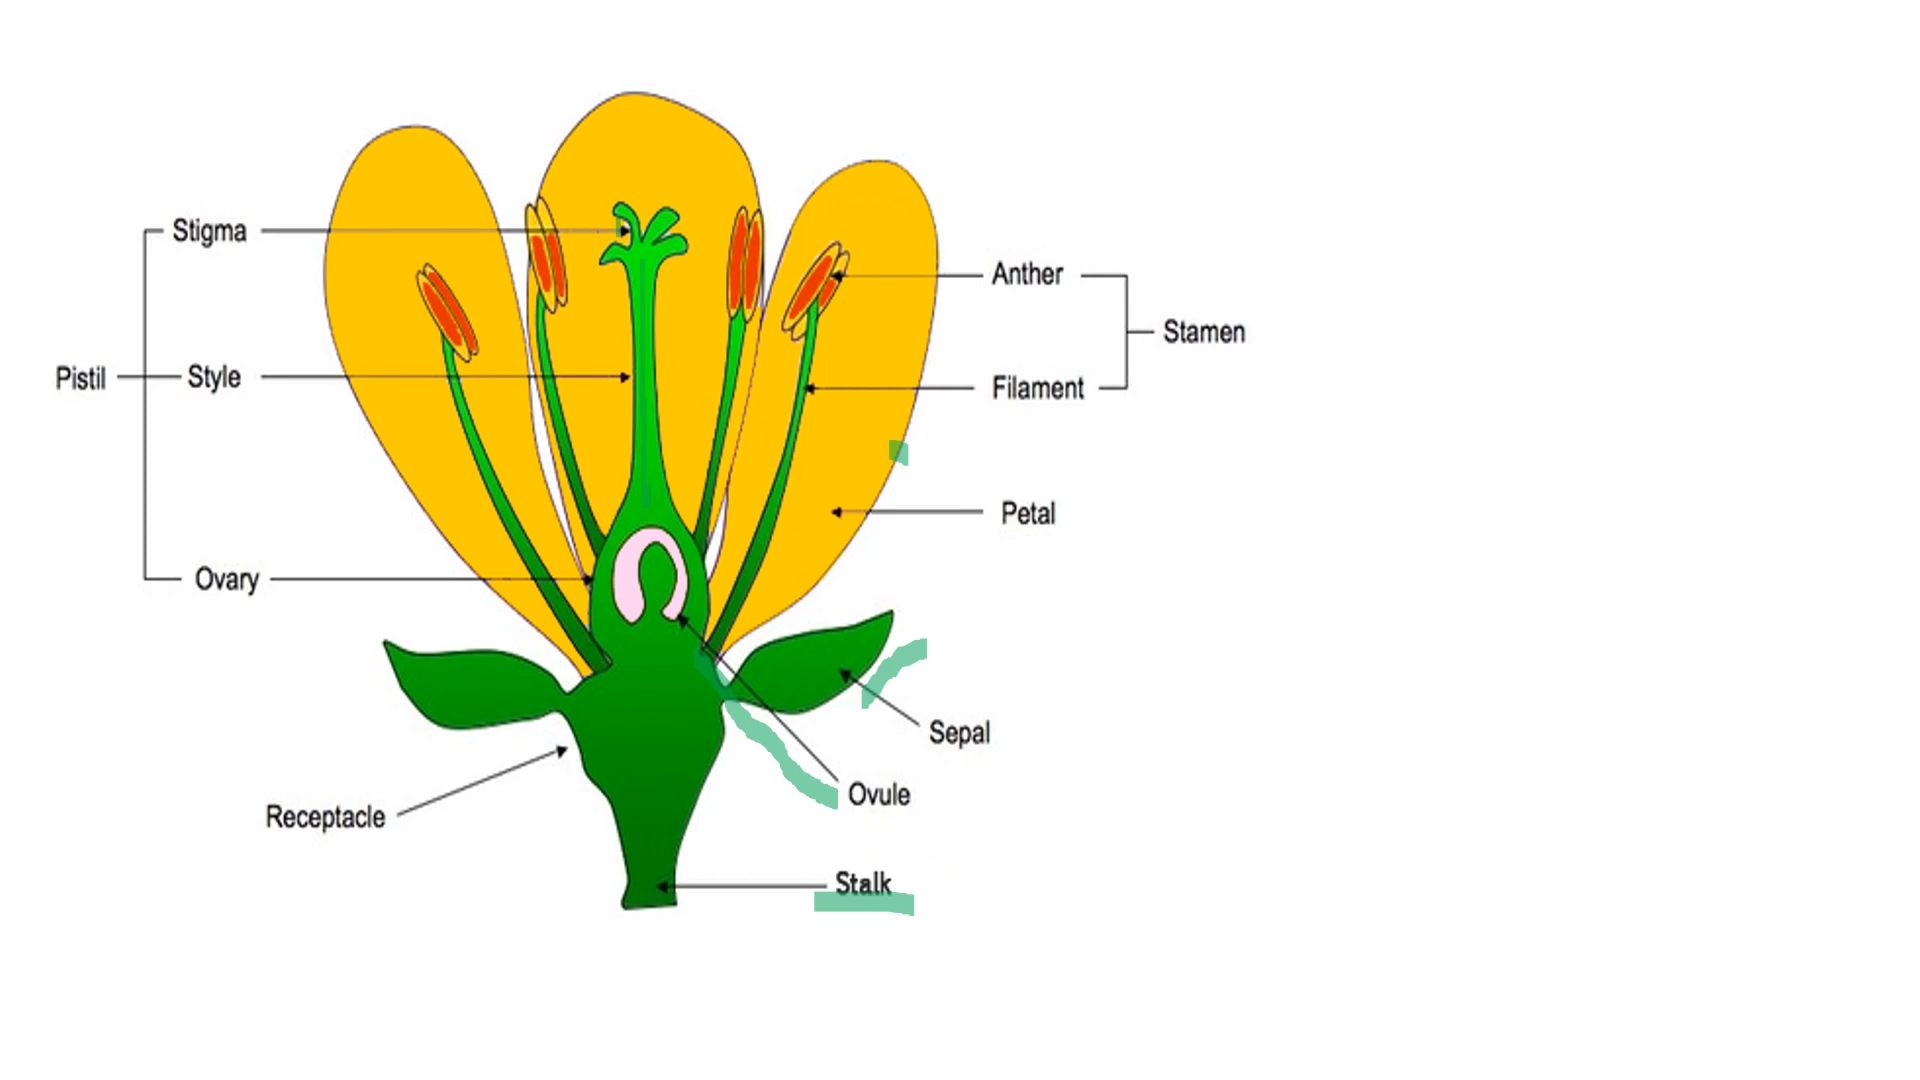 Stigma
Anther
Stamen
Pistil
Style
Filament
Petal
Ovary
Sepal
Ovule
Receptacle
Stalk